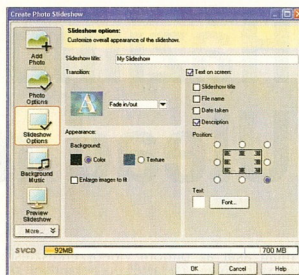 Create Photo Slideshow
Slideshow options:
Customize overall appearance of the slideshow.
Add Photo
Photo Options
Slideshow Options
Background Music
Preview Slideshow
More...
Slideshow title: My Slideshow
Transition:
Fade in/out
Appearance:
Background:
Color
Texture
Enlarge images to fit
Text on screen:
Slideshow title
File name
Date taken
Description
Position:
Text:
Font...
SVCD 92MB 700 MB
OK Cancel Help